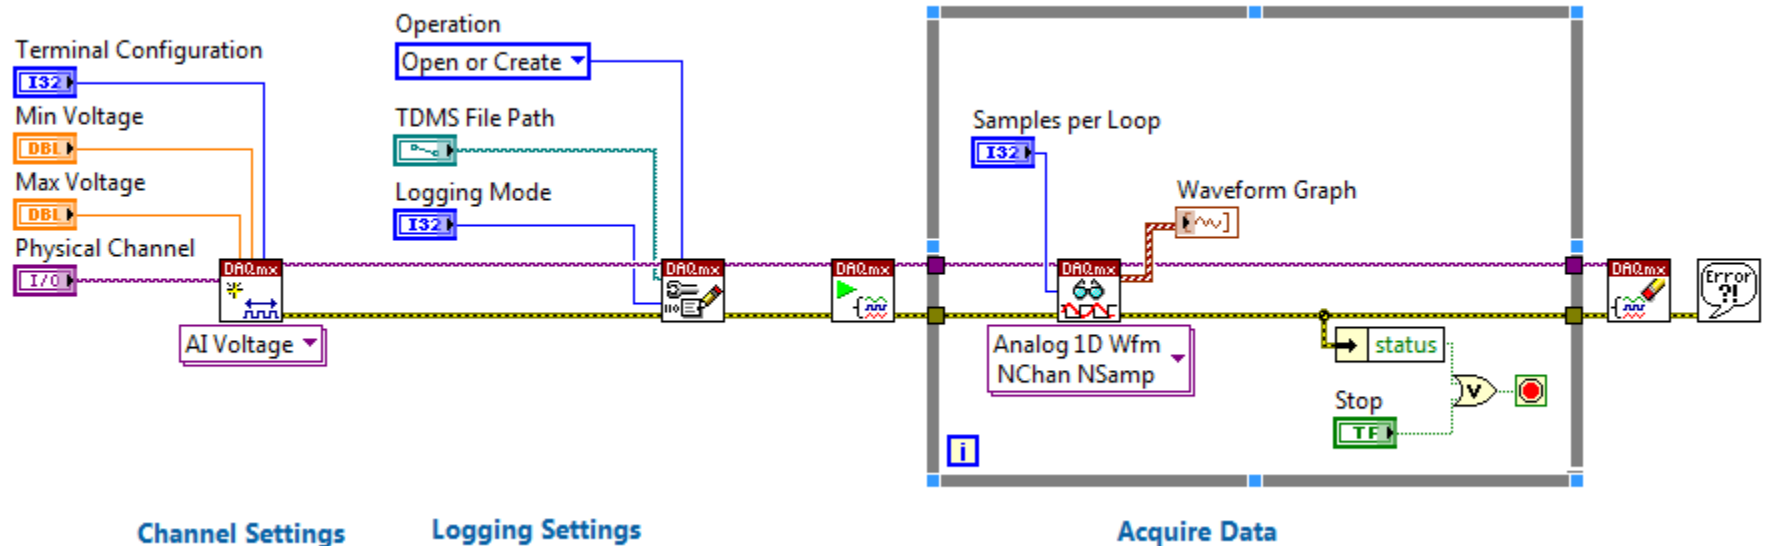 Terminal Configuration
I32
Min Voltage
DBL
Max Voltage
DBL
Physical Channel
I/O
DAQmx
AI Voltage
Operation
Open or Create
TDMS File Path
Logging Mode
I32
DAQmx
DAQmx
Samples per Loop
I32
Waveform Graph
DAQmx
Analog 1D Wfm
NChan NSamp
status
Stop
TF
V
i
DAQmx
Error
?!
Channel Settings
Logging Settings
Acquire Data